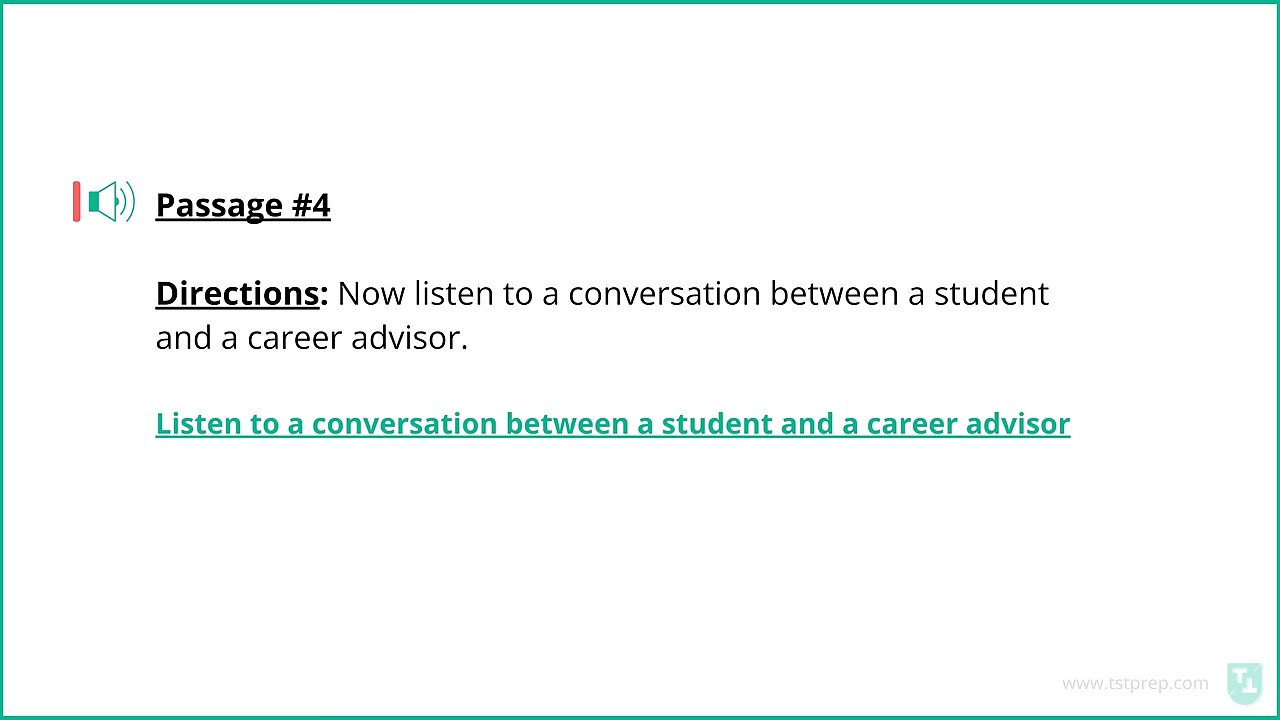 Passage #4
Directions: Now listen to a conversation between a student
and a career advisor.
Listen to a conversation between a student and a career advisor
www.tstprep.com